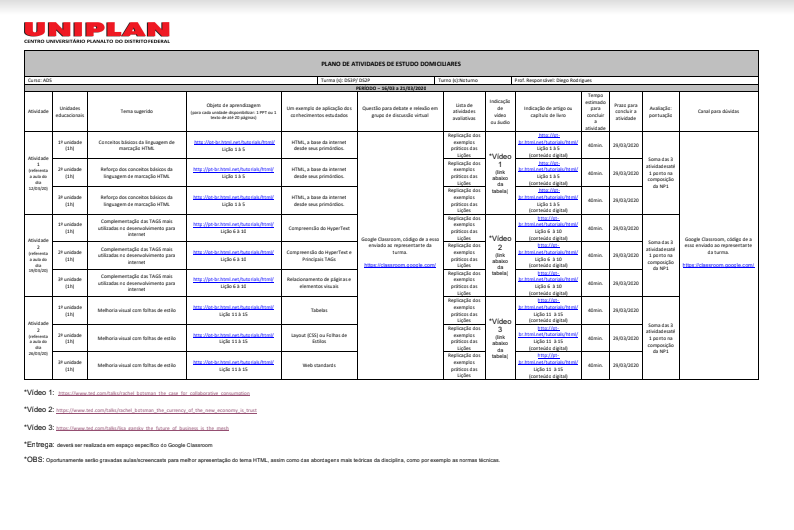 UNIPLAN
CENTRO UNIVERSITÁRIO PLANALTO DO DISTRITO FEDERAL
PLANO DE ATIVIDADES DE ESTUDO DOMICILIARES
Curso: ADS Turma (s): DS2P/ DS2P Turno (s) Noturno Prof. Responsável: Diego Rodrigues
PERÍODO – 16/03 a 21/03/2020
Atividade
Unidades
educacionais
Tema sugerido
Objeto de aprendizagem
(para cada unidade disponibilizar: 1 PPT ou 1
texto de até 20 páginas)
Um exemplo de aplicação dos
conhecimentos estudados
Questão para debate e reflexão em
grupo de discussão virtual
Lista de
atividades
avaliativas
Indicação
de
vídeo
ou áudio
Indicação de artigo ou
capítulo de livro
Tempo
estimado
para
concluir
a
atividade
Prazo para
concluir a
atividade
Avaliação:
pontuação
Canal para dúvidas
Atividade
1
(referente
a aula do
dia
12/03/20)
1ª unidade
(1h)
Conceitos básicos da linguagem de
marcação HTML
http://pt-br.html.net/tutorials/html/
Lição 1 à 5
HTML, a base da internet
desde seus primórdios.
Replicação dos
exemplos
práticos das
Lições
http://pt-
br.html.net/tutorials/html/
Lição 1 à 5
(conteúdo digital)
40min.
29/03/2020
2ª unidade
(1h)
Reforço dos conceitos básicos da
linguagem de marcação HTML
http://pt-br.html.net/tutorials/html/
Lição 1 à 5
HTML, a base da internet
desde seus primórdios.
Replicação dos
exemplos
práticos das
Lições
http://pt-
br.html.net/tutorials/html/
Lição 1 à 5
(conteúdo digital)
40min.
29/03/2020
3ª unidade
(1h)
Reforço dos conceitos básicos da
linguagem de marcação HTML
http://pt-br.html.net/tutorials/html/
Lição 1 à 5
HTML, a base da internet
desde seus primórdios.
Replicação dos
exemplos
práticos das
Lições
http://pt-
br.html.net/tutorials/html/
Lição 1 à 5
(conteúdo digital)
40min.
29/03/2020
*Vídeo
1
(link
abaixo
da
tabela)
Soma das 3
atividades até
1 ponto na
composição
da NP1
Atividade
2
(referente
a aula do
dia
19/03/20)
1ª unidade
(1h)
Complementação das TAGS mais
utilizadas no desenvolvimento para
internet
http://pt-br.html.net/tutorials/html/
Lição 6 à 10
Compreensão do HyperText
Replicação dos
exemplos
práticos das
Lições
http://pt-
br.html.net/tutorials/html/
Lição 6 à 10
(conteúdo digital)
40min.
29/03/2020
2ª unidade
(1h)
Complementação das TAGS mais
utilizadas no desenvolvimento para
internet
http://pt-br.html.net/tutorials/html/
Lição 6 à 10
Compreensão do HyperText e
Principais TAGs
Replicação dos
exemplos
práticos das
Lições
http://pt-
br.html.net/tutorials/html/
Lição 6 à 10
(conteúdo digital)
40min.
29/03/2020
3ª unidade
(1h)
Complementação das TAGS mais
utilizadas no desenvolvimento para
internet
http://pt-br.html.net/tutorials/html/
Lição 6 à 10
Relacionamento de páginas e
elementos visuais
Replicação dos
exemplos
práticos das
Lições
http://pt-
br.html.net/tutorials/html/
Lição 6 à 10
(conteúdo digital)
40min.
29/03/2020
*Vídeo
2
(link
abaixo
da
tabela)
Soma das 3
atividades até
1 ponto na
composição
da NP1
Google Classroom, código de a esso
enviado ao representante da
turma.
https://classroom.google.com/
Google Classroom, código de a
esso enviado ao representante da
turma.
https://classroom.google.com/
Atividade
2
(referente
a aula do
dia
26/03/20)
1ª unidade
(1h)
Melhoria visual com folhas de estilo
http://pt-br.html.net/tutorials/html/
Lição 11 à 15
Tabelas
Replicação dos
exemplos
práticos das
Lições
http://pt-
br.html.net/tutorials/html/
Lição 11 à 15
(conteúdo digital)
40min.
29/03/2020
2ª unidade
(1h)
Melhoria visual com folhas de estilo
http://pt-br.html.net/tutorials/html/
Lição 11 à 15
Layout (CSS) ou Folhas de
Estilos
Replicação dos
exemplos
práticos das
Lições
http://pt-
br.html.net/tutorials/html/
Lição 11 à 15
(conteúdo digital)
40min.
29/03/2020
3ª unidade
(1h)
Melhoria visual com folhas de estilo
http://pt-br.html.net/tutorials/html/
Lição 11 à 15
Web standards
Replicação dos
exemplos
práticos das
Lições
http://pt-
br.html.net/tutorials/html/
Lição 11 à 15
(conteúdo digital)
40min.
29/03/2020
*Vídeo
3
(link
abaixo
da
tabela)
Soma das 3
atividades até
1 ponto na
composição
da NP1
*Vídeo 1: https://www.ted.com/talks/rachel_botsman_the_case_for_collaborative_consumption
*Vídeo 2: https://www.ted.com/talks/rachel_botsman_the_currency_of_the_new_economy_is_trust
*Vídeo 3: https://www.ted.com/talks/lisa_gansky_the_future_of_business_is_the_mesh
*Entrega: deverá ser realizada em espaço específico do Google Classroom
*OBS: Oportunamente serão gravadas aulas/screencasts para melhor apresentação do tema HTML, assim como das abordagens mais teóricas da disciplina, como por exemplo as normas técnicas.